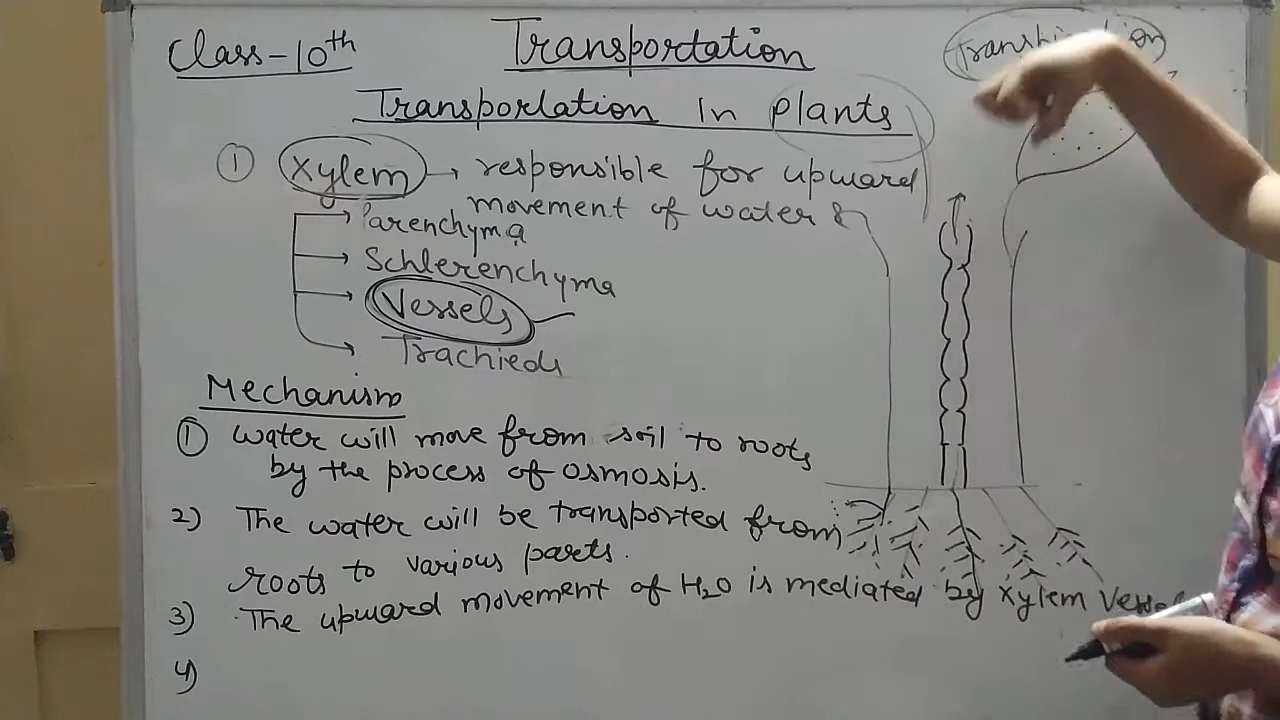 Class-10th
Transportation
Transportation In plants
① Xylem → responsible for upward
movement of water &
Parenchyma
Schlerenchyma
Vessels
Trachieds
Mechanism
① water will move from soil to roots
by the process of osmosis.
2) The water will be transported from
roots to various parts.
3) The upward movement of H2O is mediated by Xylem
4)